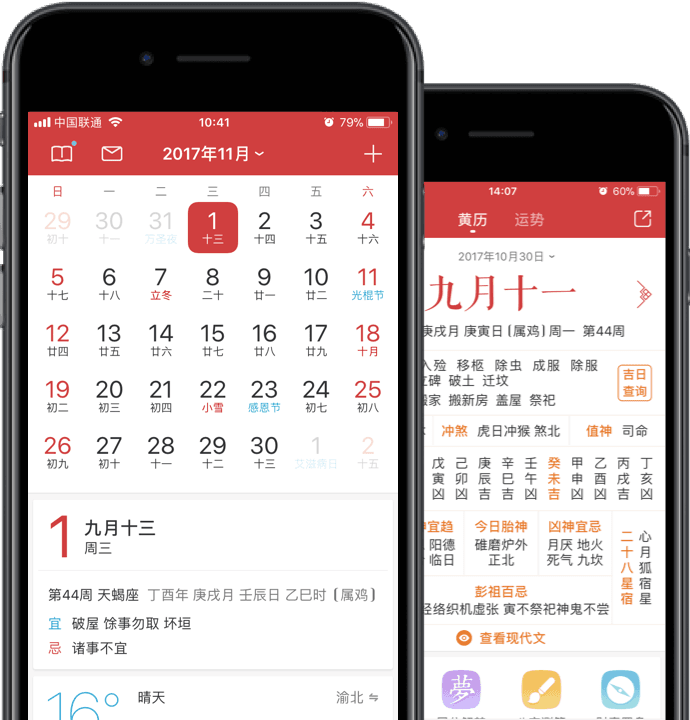 中国联通 10:41 79%
2017年11月
日 一 二 三 四 五 六
29 30 31 1 2 3 4
初十 十一 万圣夜 十三 十四 十五 十六
5 6 7 8 9 10 11
十七 十八 立冬 二十 廿一 廿二 光棍节
12 13 14 15 16 17 18
廿四 廿五 廿六 廿七 廿八 廿九 十月
19 20 21 22 23 24 25
初二 初三 初四 小雪 感恩节 初七 初八
26 27 28 29 30 1 2
初九 初十 十一 十二 十三 艾滋病日 十五
1 九月十三
周三
第44周 天蝎座 丁酉年 庚戌月 壬辰日 乙巳时 (属鸡)
宜 破屋 馀事勿取 坏垣
忌 诸事不宜
16° 晴天 渝北
14:07 60%
黄历 运势
2017年10月30日
九月十一
庚戌月 庚寅日 (属鸡) 周一 第44周
入殓 移柩 除虫 成服 除服
立碑 破土 迁坟
搬家 搬新房 盖屋 祭祀
吉日
查询
冲煞 虎日冲猴 煞北 值神 司命
戊 己 庚 辛 壬 癸 甲 乙 丙 丁
寅 卯 辰 巳 午 未 申 酉 戌 亥
凶 凶 吉 吉 凶 吉 凶 凶 吉 凶
宜趋 今日胎神 凶神宜忌
阳德 碓磨炉外 月厌 地火
临日 正北 死气 九坎
二十八星宿
心月狐宿星
彭祖百忌
经络织机虚张 寅不祭祀神鬼不尝
查看现代文
夢